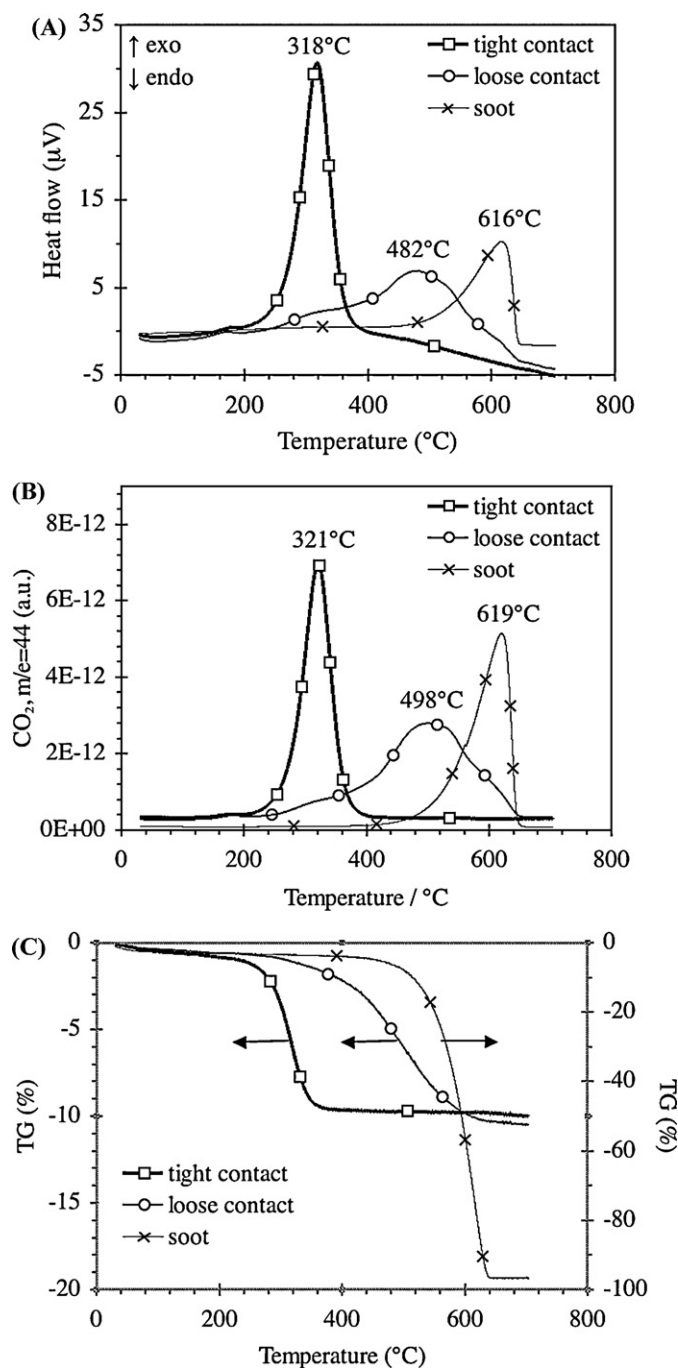 (A)
35
25
15
5
-5
Heat flow (µV)
↑ exo
↓ endo
318°C
482°C
616°C
tight contact
loose contact
soot
0 200 400 600 800
Temperature (°C)
(B)
8E-12
6E-12
4E-12
2E-12
0E+00
CO₂, m/e=44 (a.u.)
321°C
498°C
619°C
tight contact
loose contact
soot
0 200 400 600 800
Temperature / °C
(C)
0
-5
-10
-15
-20
TG (%)
tight contact
loose contact
soot
0
-20
-40
-60
-80
-100
TG (%)
0 200 400 600 800
Temperature (°C)